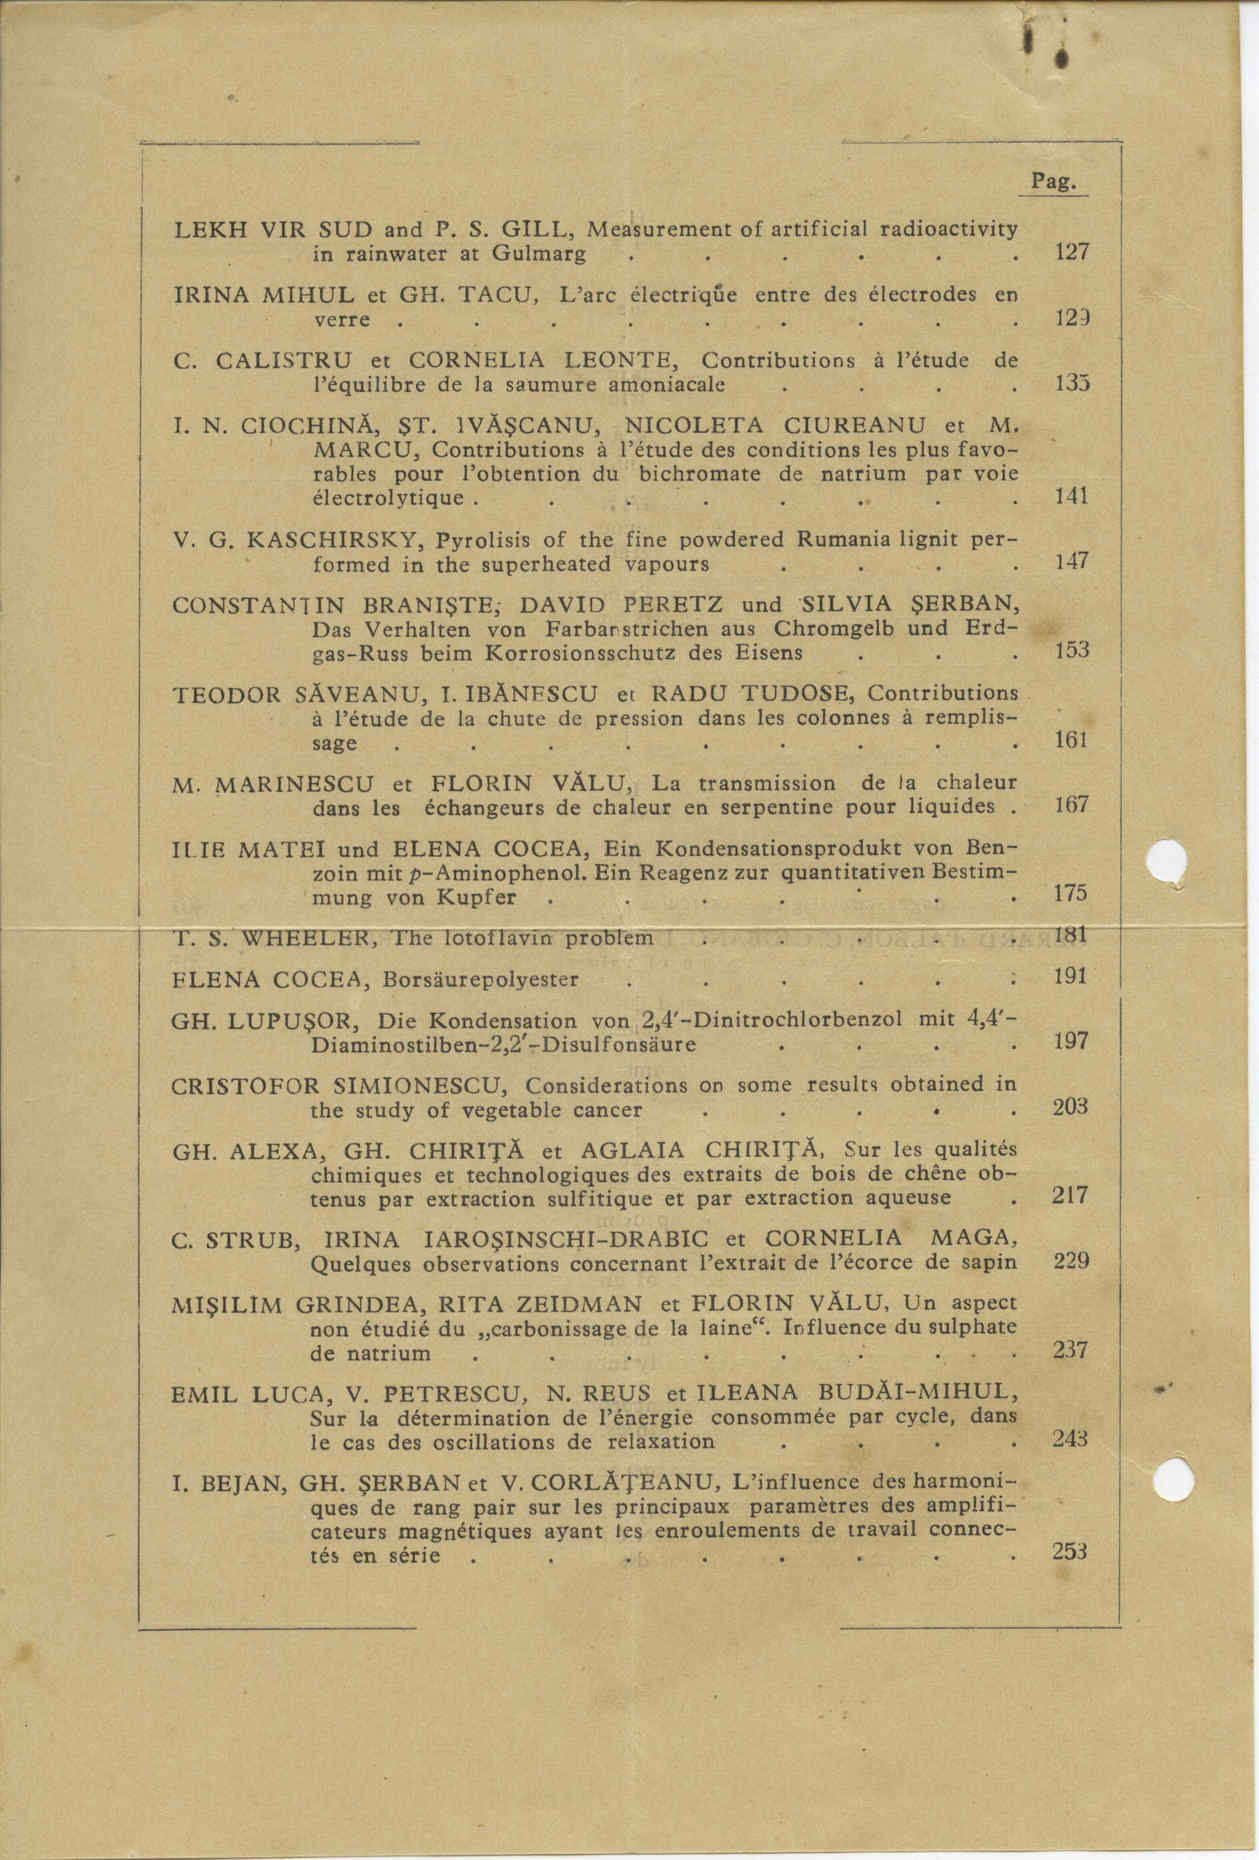 Pag.
LEKH VIR SUD and P. S. GILL, Measurement of artificial radioactivity
in rainwater at Gulmarg . . . . . . 127
IRINA MIHUL et GH. TACU, L'arc électrique entre des électrodes en
verre . . . . . . . . . 129
C. CALISTRU et CORNELIA LEONTE, Contributions à l'étude de
l'équilibre de la saumure amoniacale . . . . 135
I. N. CIOCHINĂ, ŞT. IVĂŞCANU, NICOLETA CIUREANU et M.
MARCU, Contributions à l'étude des conditions les plus favo-
rables pour l'obtention du bichromate de natrium par voie
électrolytique . . . . . . . . 141
V. G. KASCHIRSKY, Pyrolisis of the fine powdered Rumania lignit per-
formed in the superheated vapours . . . . 147
CONSTANTIN BRANIŞTE, DAVID PERETZ und SILVIA ŞERBAN,
Das Verhalten von Farbanstrichen aus Chromgelb und Erd-
gas-Russ beim Korrosionsschutz des Eisens . . . 153
TEODOR SĂVEANU, I. IBĂNESCU et RADU TUDOSE, Contributions
à l'étude de la chute de pression dans les colonnes à remplis-
sage . . . . . . . . . 161
M. MARINESCU et FLORIN VĂLU, La transmission de la chaleur
dans les échangeurs de chaleur en serpentine pour liquides . 167
ILIE MATEI und ELENA COCEA, Ein Kondensationsprodukt von Ben-
zoin mit p-Aminophenol. Ein Reagenz zur quantitativen Bestim-
mung von Kupfer . . . . . . . 175
T. S. WHEELER, The lotoflavin problem . . . . . 181
ELENA COCEA, Borsäurepolyester . . . . . . 191
GH. LUPUŞOR, Die Kondensation von 2,4'-Dinitrochlorbenzol mit 4,4'-
Diaminostilben-2,2'-Disulfonsäure . . . . 197
CRISTOFOR SIMIONESCU, Considerations on some results obtained in
the study of vegetable cancer . . . . . 203
GH. ALEXA, GH. CHIRIŢĂ et AGLAIA CHIRIŢĂ, Sur les qualités
chimiques et technologiques des extraits de bois de chêne ob-
tenus par extraction sulfitique et par extraction aqueuse . 217
C. STRUB, IRINA IAROŞINSCHI-DRABIC et CORNELIA MAGA,
Quelques observations concernant l'extrait de l'écorce de sapin 229
MIŞILIM GRINDEA, RITA ZEIDMAN et FLORIN VĂLU, Un aspect
non étudié du „carbonissage de la laine“. Influence du sulphate
de natrium . . . . . . . . 237
EMIL LUCA, V. PETRESCU, N. REUS et ILEANA BUDĂI-MIHUL,
Sur la détermination de l'énergie consommée par cycle, dans
le cas des oscillations de relaxation . . . . 243
I. BEJAN, GH. ŞERBAN et V. CORLĂŢEANU, L'influence des harmoni-
ques de rang pair sur les principaux paramètres des amplifi-
cateurs magnétiques ayant les enroulements de travail connec-
tés en série . . . . . . . . 253